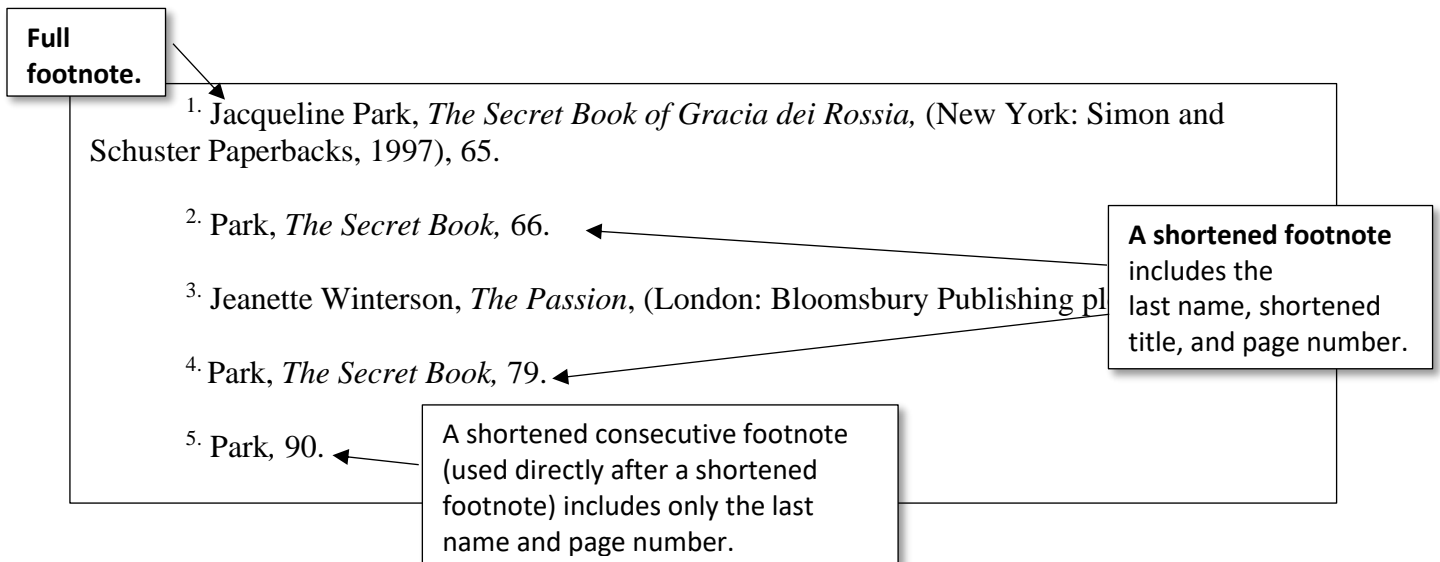 Full
footnote.
1. Jacqueline Park, The Secret Book of Gracia dei Rossia, (New York: Simon and
Schuster Paperbacks, 1997), 65.
2. Park, The Secret Book, 66.
A shortened footnote
includes the
last name, shortened
title, and page number.
3. Jeanette Winterson, The Passion, (London: Bloomsbury Publishing
4. Park, The Secret Book, 79.
5. Park, 90.
A shortened consecutive footnote
(used directly after a shortened
footnote) includes only the last
name and page number.